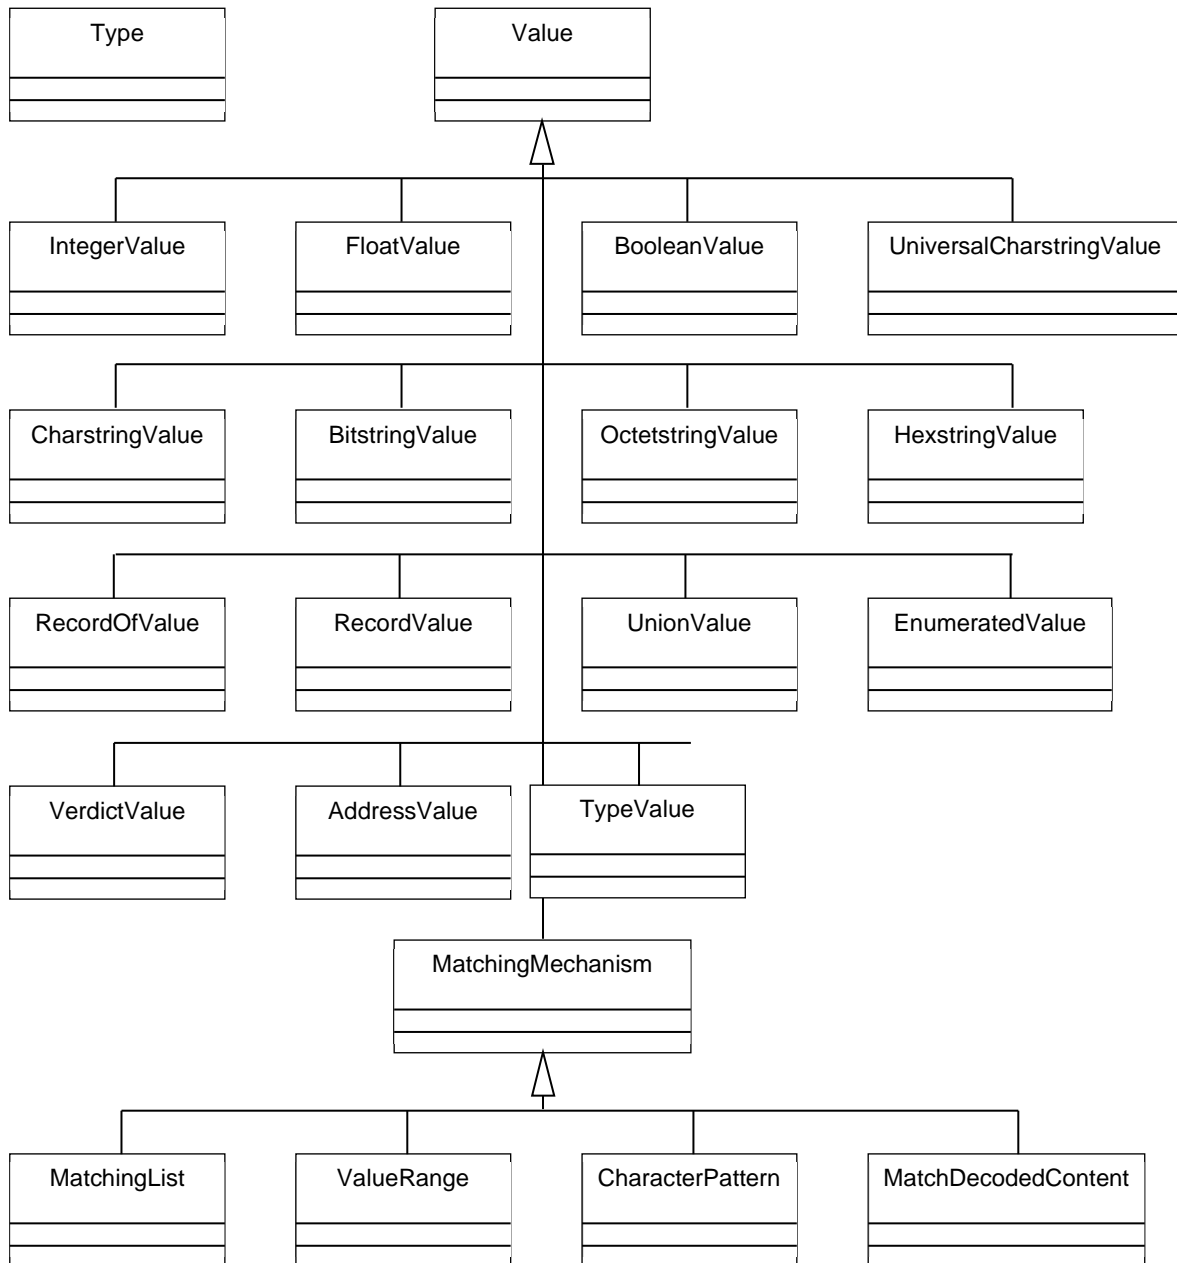 Type
Value
IntegerValue
FloatValue
BooleanValue
UniversalCharstringValue
CharstringValue
BitstringValue
OctetstringValue
HexstringValue
RecordOfValue
RecordValue
UnionValue
EnumeratedValue
VerdictValue
AddressValue
TypeValue
MatchingMechanism
MatchingList
ValueRange
CharacterPattern
MatchDecodedContent